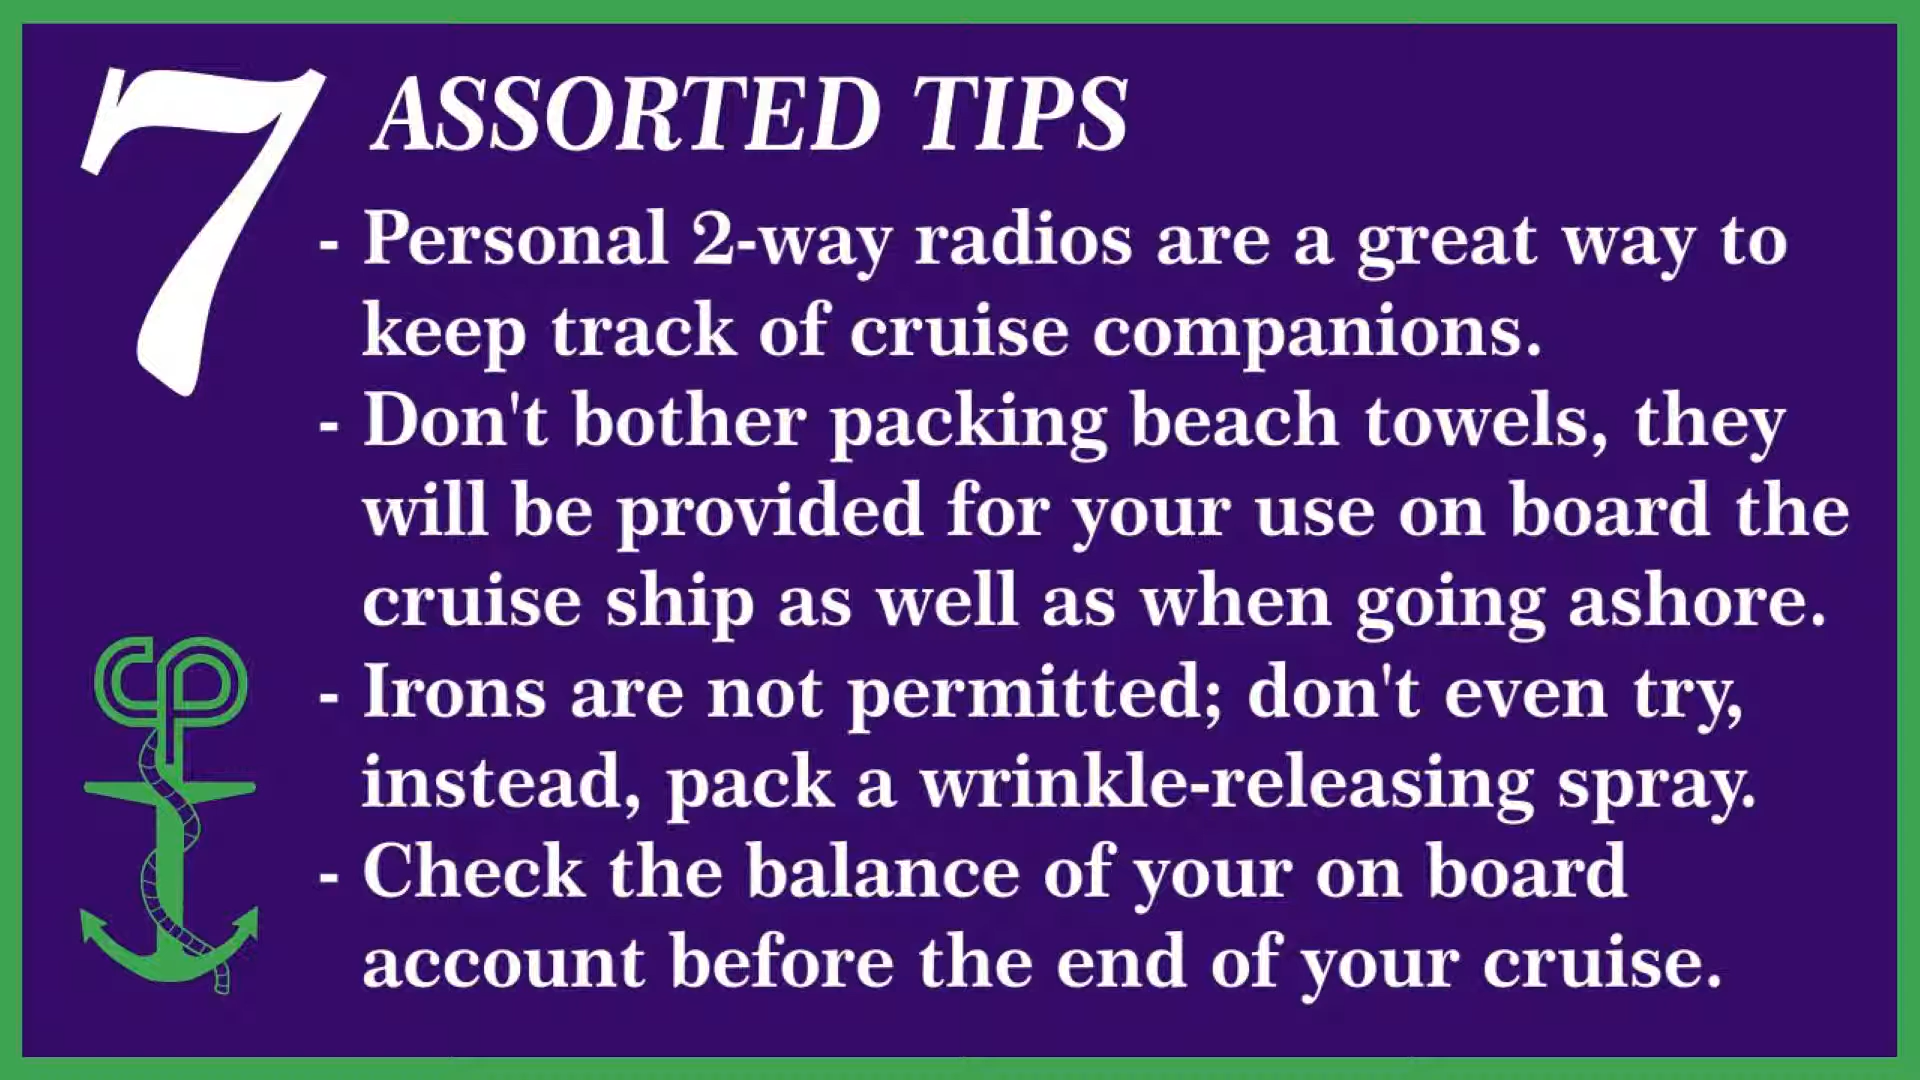 7 ASSORTED TIPS
- Personal 2-way radios are a great way to
keep track of cruise companions.
- Don't bother packing beach towels, they
will be provided for your use on board the
cruise ship as well as when going ashore.
- Irons are not permitted; don't even try,
instead, pack a wrinkle-releasing spray.
- Check the balance of your on board
account before the end of your cruise.
cp